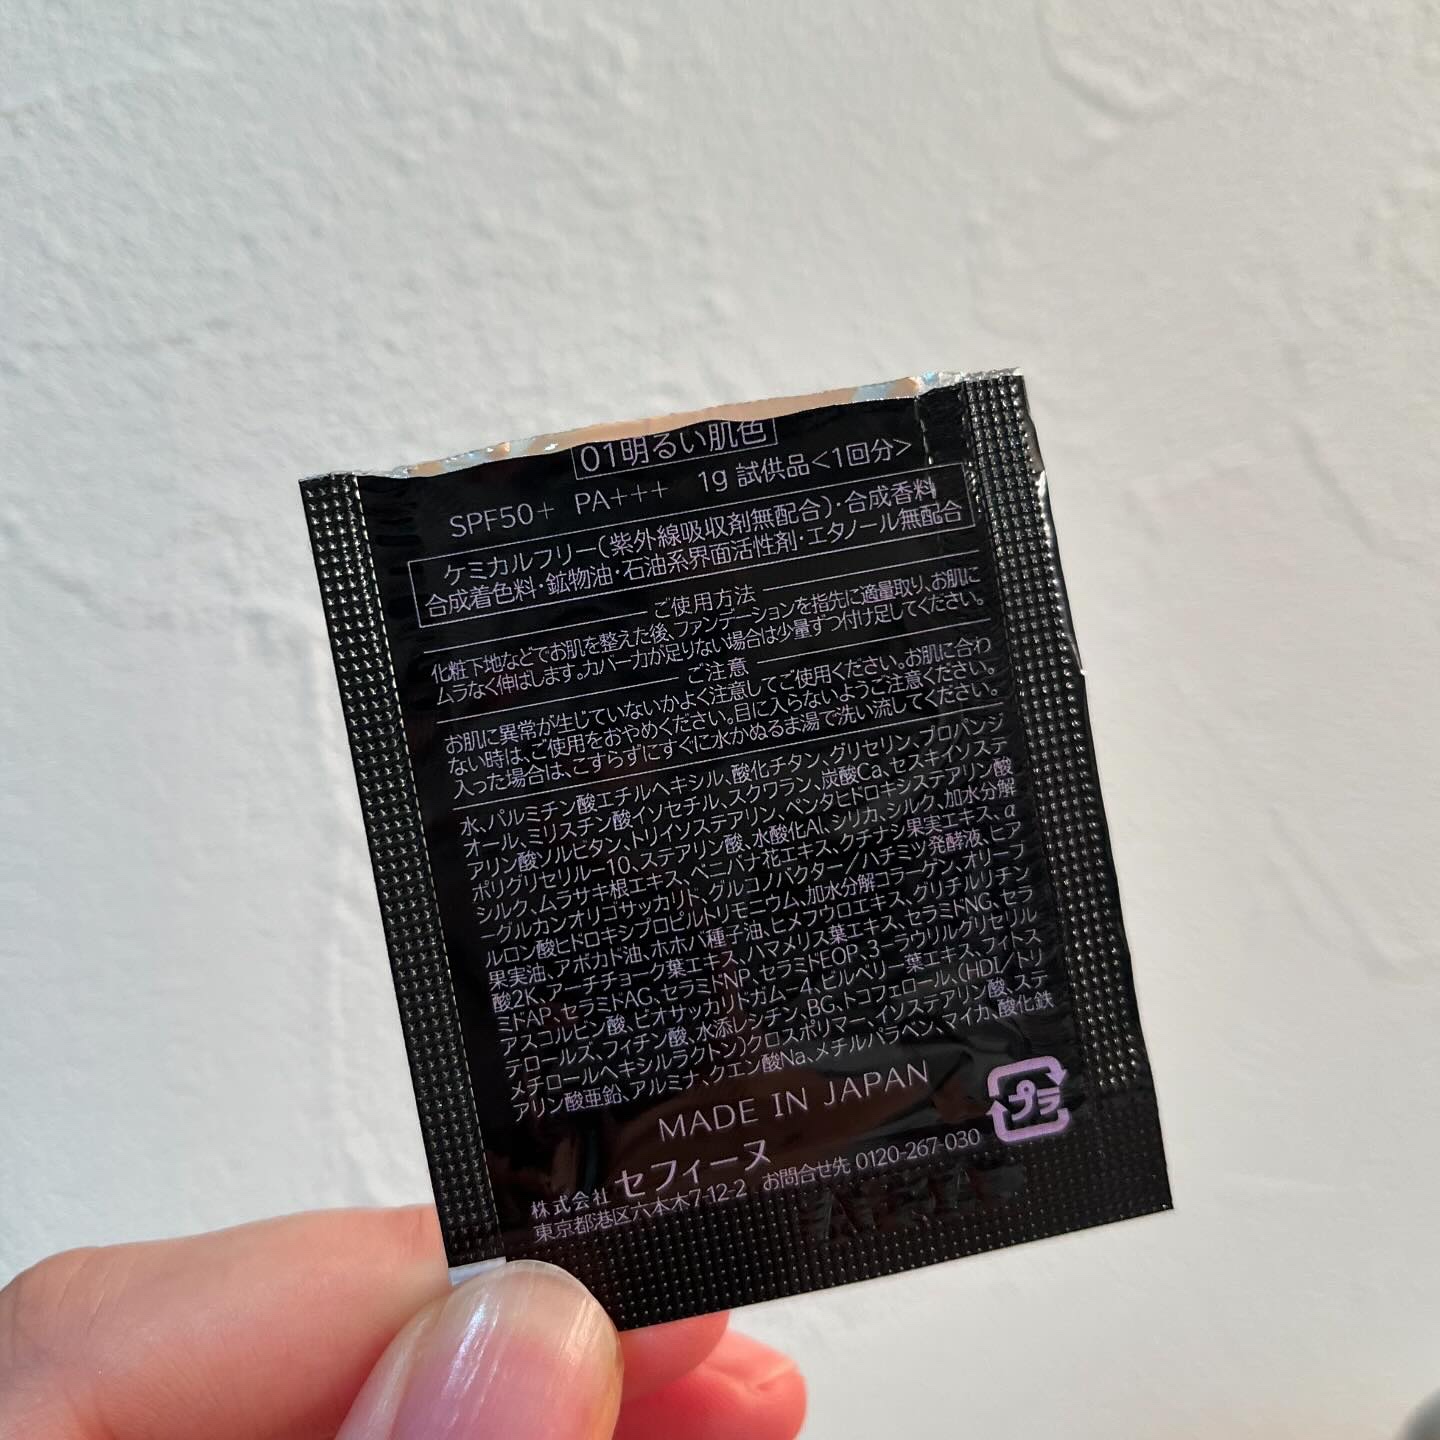 01明るい肌色
SPF50+ PA+++ 1g 試供品<1回分>
ケミカルフリー(紫外線吸収剤無配合)・合成香料
合成着色料・鉱物油・石油系界面活性剤・エタノール無配合
ご使用方法
化粧下地などでお肌を整えた後、ファンデーションを指先に適量取り、お肌に
ムラなく伸ばします。カバー力が足りない場合は少量ずつ付け足してください。
ご注意
お肌に異常が生じていないかよく注意してご使用ください。お肌に合わ
ない時は、ご使用をおやめください。目に入らないようご注意ください。
入った場合は、こすらずにすぐに水かぬるま湯で洗い流してください。
水、パルミチン酸エチルヘキシル、酸化チタン、グリセリン、プロパンジ
オール、ミリスチン酸イソセチル、スクワラン、炭酸Ca、セスキイソステ
アリン酸ソルビタン、トリイソステアリン、ペンタヒドロキシステアリン酸
ポリグリセリル-10、ステアリン酸、水酸化Al、シリカ、シルク、加水分解
シルク、ムラサキ根エキス、ベニバナ花エキス、クチナシ果実エキス、α
-グルカンオリゴサッカリド、グルコノバクター/ハチミツ発酵液、ヒア
ルロン酸ヒドロキシプロピルトリモニウム、加水分解コラーゲン、オリーブ
果実油、アボカド油、ホホバ種子油、ヒメフウロエキス、グリチルリチン
酸2K、アーチチョーク葉エキス、ハマメリス葉エキス、セラミドNG、セラ
ミドAP、セラミドAG、セラミドNP、セラミドEOP、3-ラウリルグリセリル
アスコルビン酸、ビオサッカリドガム-4、ビルベリー葉エキス、フィトス
テロールズ、フィチン酸、水添レシチン、BG、トコフェロール、(HDI/トリ
メチロールヘキシルラクトン)クロスポリマー、イソステアリン酸、ステ
アリン酸亜鉛、アルミナ、クエン酸Na、メチルパラベン、マイカ、酸化鉄
MADE IN JAPAN
プラ
株式会社 セフィーヌ
東京都港区六本木7-12-2 お問合せ先 0120-267-030